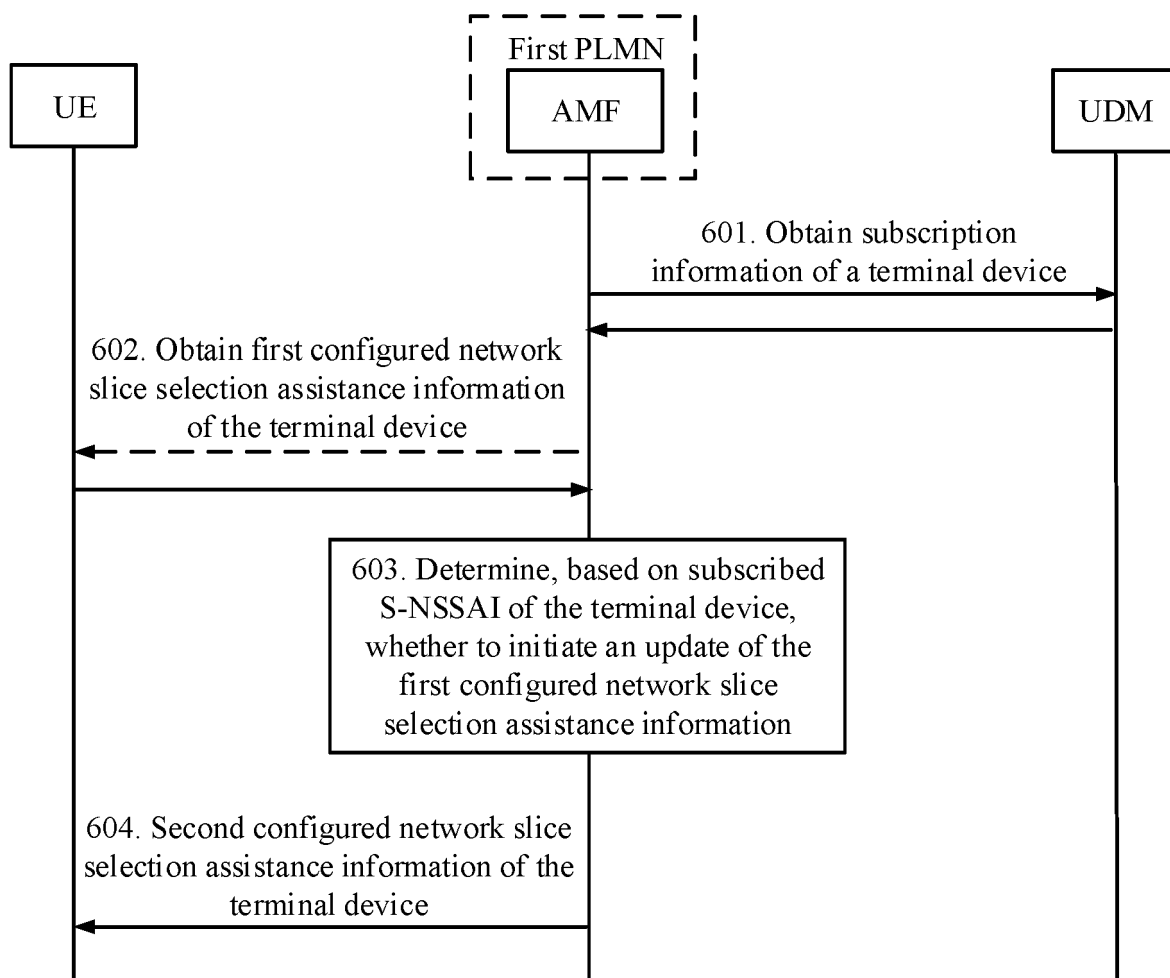 First PLMN
UE
AMF
UDM
601. Obtain subscription
information of a terminal device
602. Obtain first configured network
slice selection assistance information
of the terminal device
603. Determine, based on subscribed
S-NSSAI of the terminal device,
whether to initiate an update of the
first configured network slice
selection assistance information
604. Second configured network slice
selection assistance information of the
terminal device